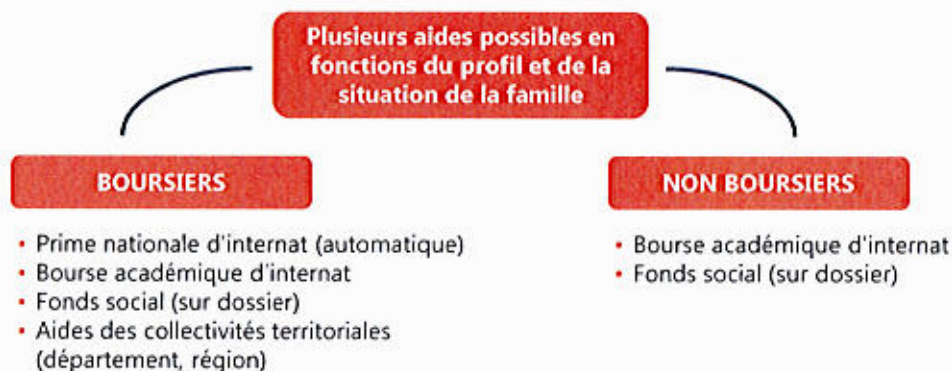 Plusieurs aides possibles en
fonctions du profil et de la
situation de la famille
BOURSIERS
• Prime nationale d'internat (automatique)
• Bourse académique d'internat
• Fonds social (sur dossier)
• Aides des collectivités territoriales
(département, région)
NON BOURSIERS
• Bourse académique d'internat
• Fonds social (sur dossier)